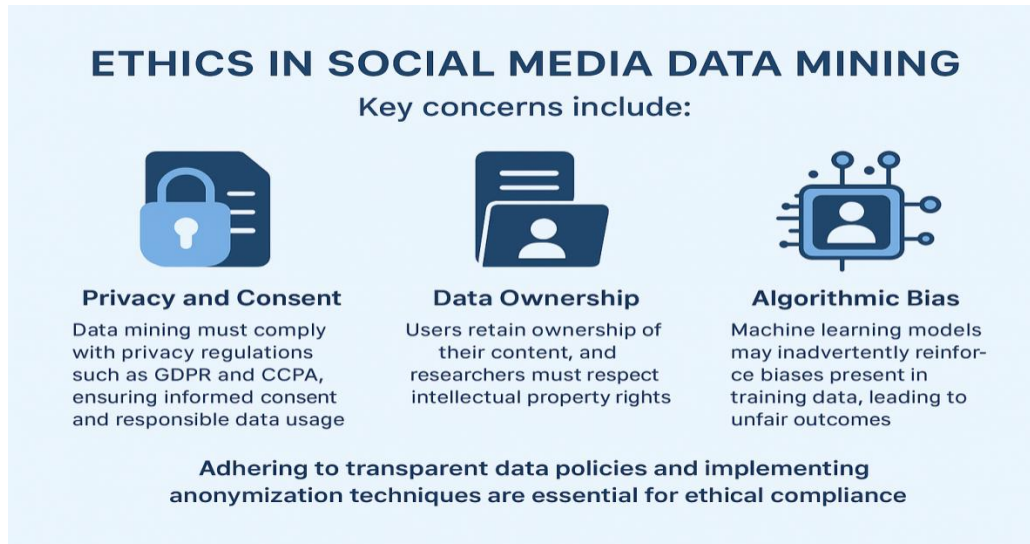 ETHICS IN SOCIAL MEDIA DATA MINING
Key concerns include:
Privacy and Consent
Data mining must comply
with privacy regulations
such as GDPR and CCPA,
ensuring informed consent
and responsible data usage
Data Ownership
Users retain ownership of
their content, and
researchers must respect
intellectual property rights
Algorithmic Bias
Machine learning models
may inadvertently reinfor-
ce biases present in
training data, leading to
unfair outcomes
Adhering to transparent data policies and implementing
anonymization techniques are essential for ethical compliance